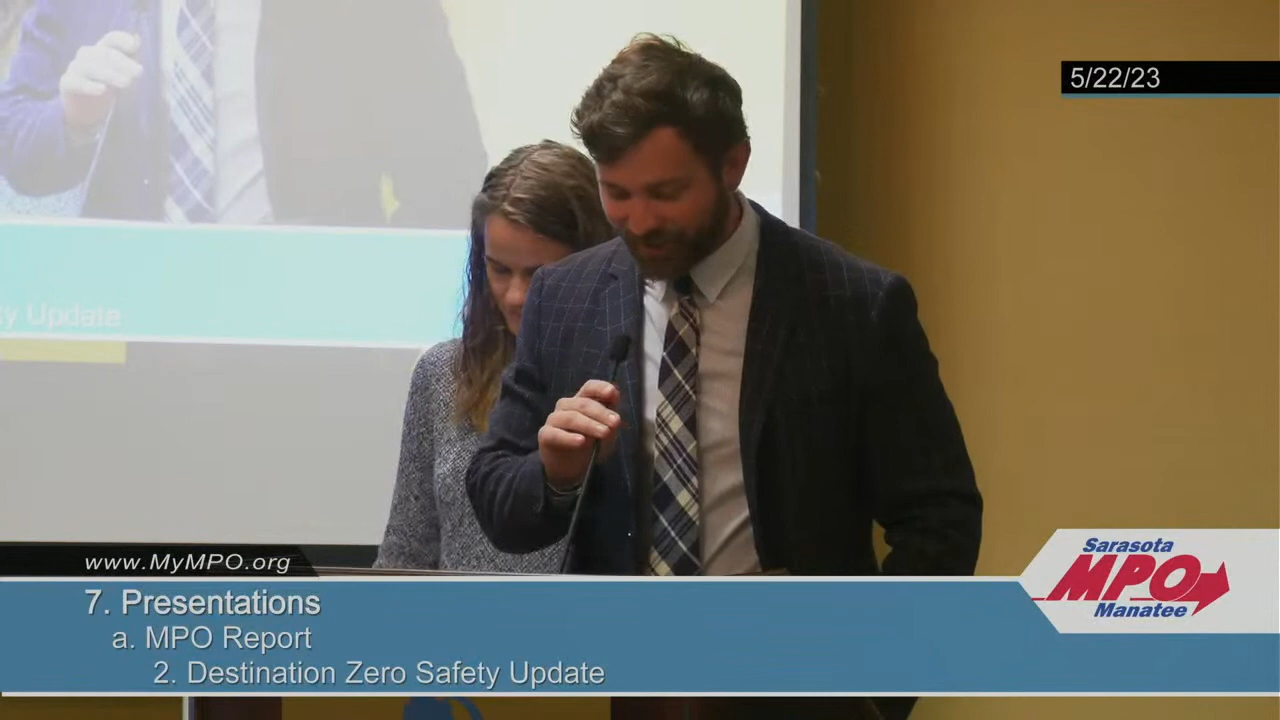 5/22/23
ty Update
www.MyMPO.org
7. Presentations
a. MPO Report
2. Destination Zero Safety Update
Sarasota
MPO
Manatee